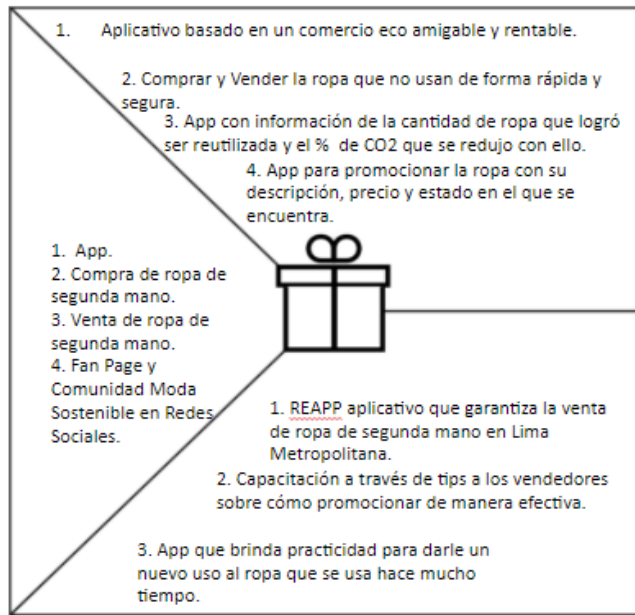 1. Aplicativo basado en un comercio eco amigable y rentable.
2. Comprar y Vender la ropa que no usan de forma rápida y
segura.
3. App con información de la cantidad de ropa que logró
ser reutilizada y el % de CO2 que se redujo con ello.
4. App para promocionar la ropa con su
descripción, precio y estado en el que se
encuentra.
1. App.
2. Compra de ropa de
segunda mano.
3. Venta de ropa de
segunda mano.
4. Fan Page y
Comunidad Moda
Sostenible en Redes
Sociales.
1. REAPP aplicativo que garantiza la venta
de ropa de segunda mano en Lima
Metropolitana.
2. Capacitación a través de tips a los vendedores
sobre cómo promocionar de manera efectiva.
3. App que brinda practicidad para darle un
nuevo uso al ropa que se usa hace mucho
tiempo.